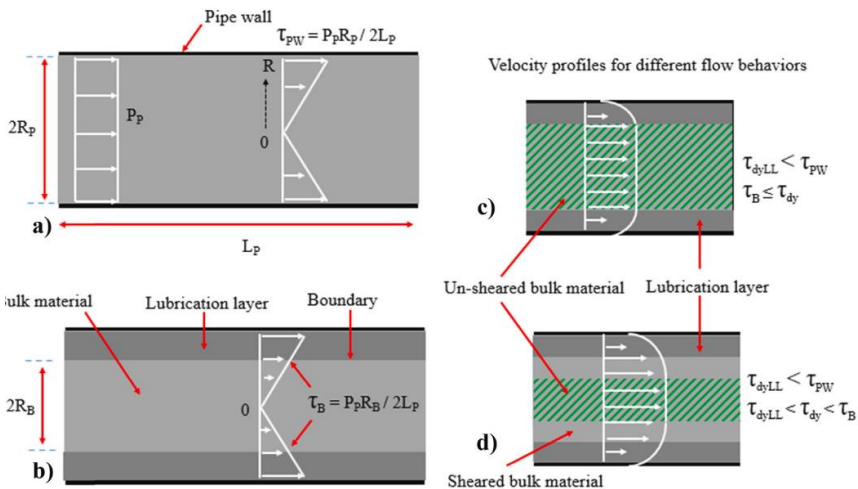 Pipe wall
τPW = PPRP / 2LP
R
PP
2RP
0
a)
LP
ulk material
Lubrication layer
Boundary
2RB
0
τB = PPRB / 2LP
b)
Velocity profiles for different flow behaviors
τdyLL < τPW
τB ≤ τdy
c)
Un-sheared bulk material
Lubrication layer
τdyLL < τPW
τdyLL < τdy < τB
d)
Sheared bulk material